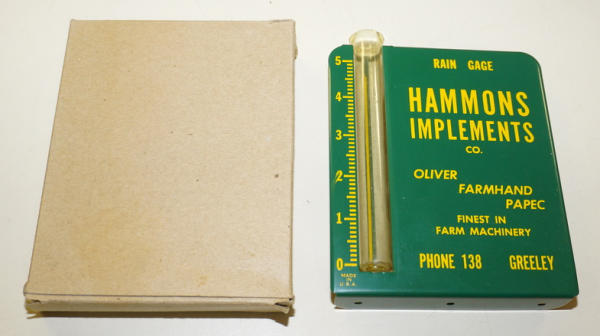 RAIN GAGE
HAMMONS
IMPLEMENTS
CO.
OLIVER
FARMHAND
PAPEC
FINEST IN
FARM MACHINERY
PHONE 138 GREELEY
5
4
3
2
1
0
MADE
IN
U.S.A.